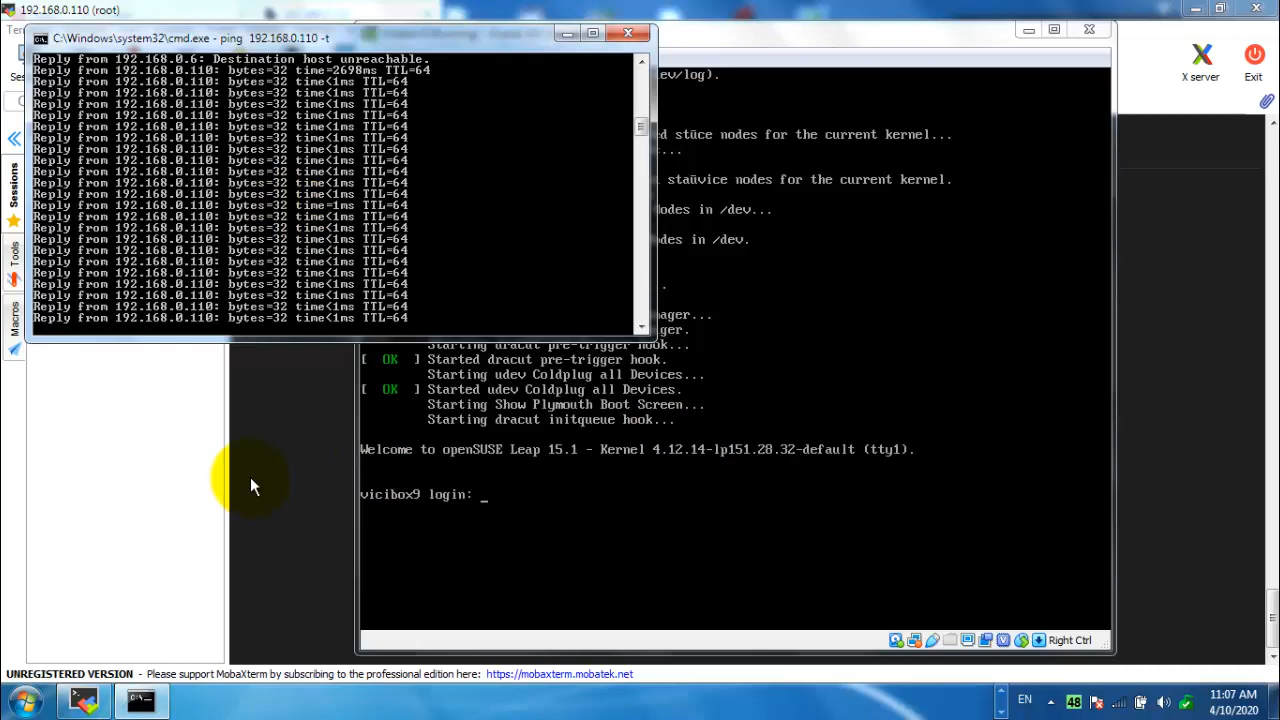 192.168.0.110 (root)
C:\Windows\system32\cmd.exe - ping 192.168.0.110 -t
Reply from 192.168.0.6: Destination host unreachable.
Reply from 192.168.0.110: bytes=32 time=2698ms TTL=64
Reply from 192.168.0.110: bytes=32 time<1ms TTL=64
Reply from 192.168.0.110: bytes=32 time<1ms TTL=64
Reply from 192.168.0.110: bytes=32 time<1ms TTL=64
Reply from 192.168.0.110: bytes=32 time<1ms TTL=64
Reply from 192.168.0.110: bytes=32 time<1ms TTL=64
Reply from 192.168.0.110: bytes=32 time<1ms TTL=64
Reply from 192.168.0.110: bytes=32 time<1ms TTL=64
Reply from 192.168.0.110: bytes=32 time<1ms TTL=64
Reply from 192.168.0.110: bytes=32 time<1ms TTL=64
Reply from 192.168.0.110: bytes=32 time<1ms TTL=64
Reply from 192.168.0.110: bytes=32 time<1ms TTL=64
Reply from 192.168.0.110: bytes=32 time=1ms TTL=64
Reply from 192.168.0.110: bytes=32 time<1ms TTL=64
Reply from 192.168.0.110: bytes=32 time<1ms TTL=64
Reply from 192.168.0.110: bytes=32 time<1ms TTL=64
Reply from 192.168.0.110: bytes=32 time<1ms TTL=64
Reply from 192.168.0.110: bytes=32 time<1ms TTL=64
Reply from 192.168.0.110: bytes=32 time<1ms TTL=64
Reply from 192.168.0.110: bytes=32 time<1ms TTL=64
Reply from 192.168.0.110: bytes=32 time<1ms TTL=64
Reply from 192.168.0.110: bytes=32 time<1ms TTL=64
Reply from 192.168.0.110: bytes=32 time<1ms TTL=64
X server
Exit
Sessions
Tools
Macros
ev/log).
d stüce nodes for the current kernel...
...
staüvice nodes for the current kernel.
odes in /dev...
des in /dev.
.
ager...
ger.
Starting dracut pre-trigger hook...
[ OK ] Started dracut pre-trigger hook.
Starting udev Coldplug all Devices...
[ OK ] Started udev Coldplug all Devices.
Starting Show Plymouth Boot Screen...
Starting dracut initqueue hook...
Welcome to openSUSE Leap 15.1 - Kernel 4.12.14-lp151.28.32-default (tty1).
vicibox9 login: _
Right Ctrl
UNREGISTERED VERSION - Please support MobaXterm by subscribing to the professional edition here: https://mobaxterm.mobatek.net
EN
48
11:07 AM
4/10/2020